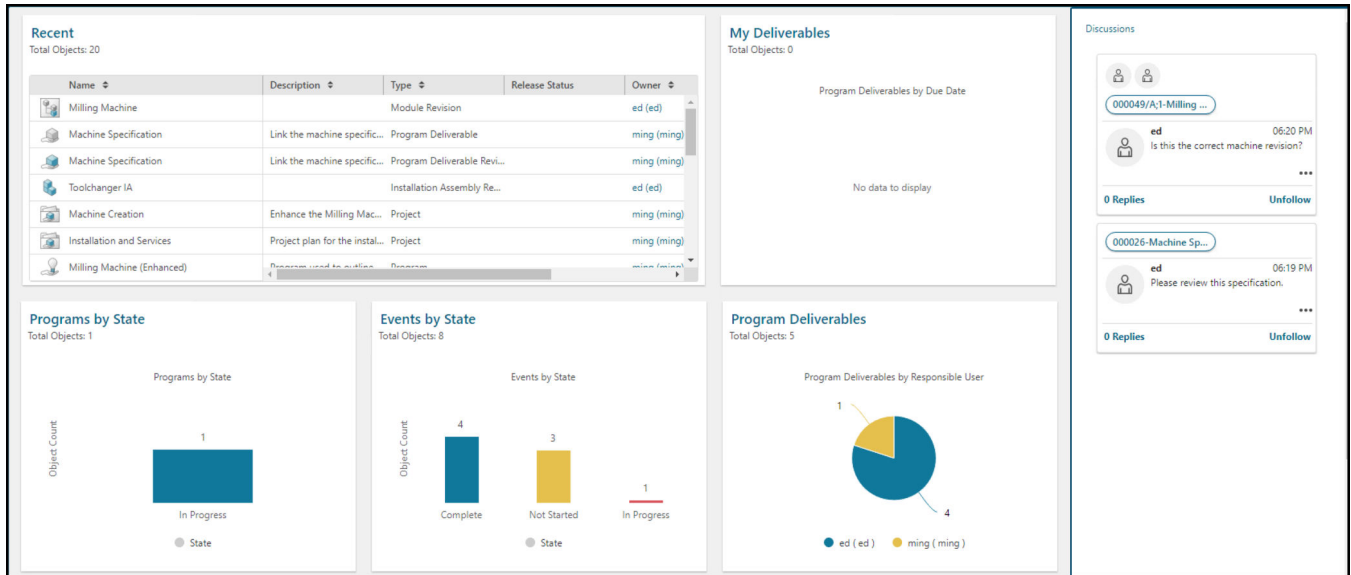 Recent
Total Objects: 20
Name Description Type Release Status Owner
Milling Machine Module Revision ed (ed)
Machine Specification Link the machine specific... Program Deliverable ming (ming)
Machine Specification Link the machine specific... Program Deliverable Revi... ming (ming)
Toolchanger IA Installation Assembly Re... ed (ed)
Machine Creation Enhance the Milling Mac... Project ming (ming)
Installation and Services Project plan for the instal... Project ming (ming)
Milling Machine (Enhanced) Program used to outline Program ming (ming)
My Deliverables
Total Objects: 0
Program Deliverables by Due Date
No data to display
Programs by State
Total Objects: 1
Programs by State
Object Count
1
In Progress
State
Events by State
Total Objects: 8
Events by State
Object Count
4
3
1
Complete Not Started In Progress
State
Program Deliverables
Total Objects: 5
Program Deliverables by Responsible User
1
4
ed ( ed ) ming ( ming )
Discussions
000049/A;1-Milling ...
ed 06:20 PM
Is this the correct machine revision?
0 Replies Unfollow
000026-Machine Sp...
ed 06:19 PM
Please review this specification.
0 Replies Unfollow